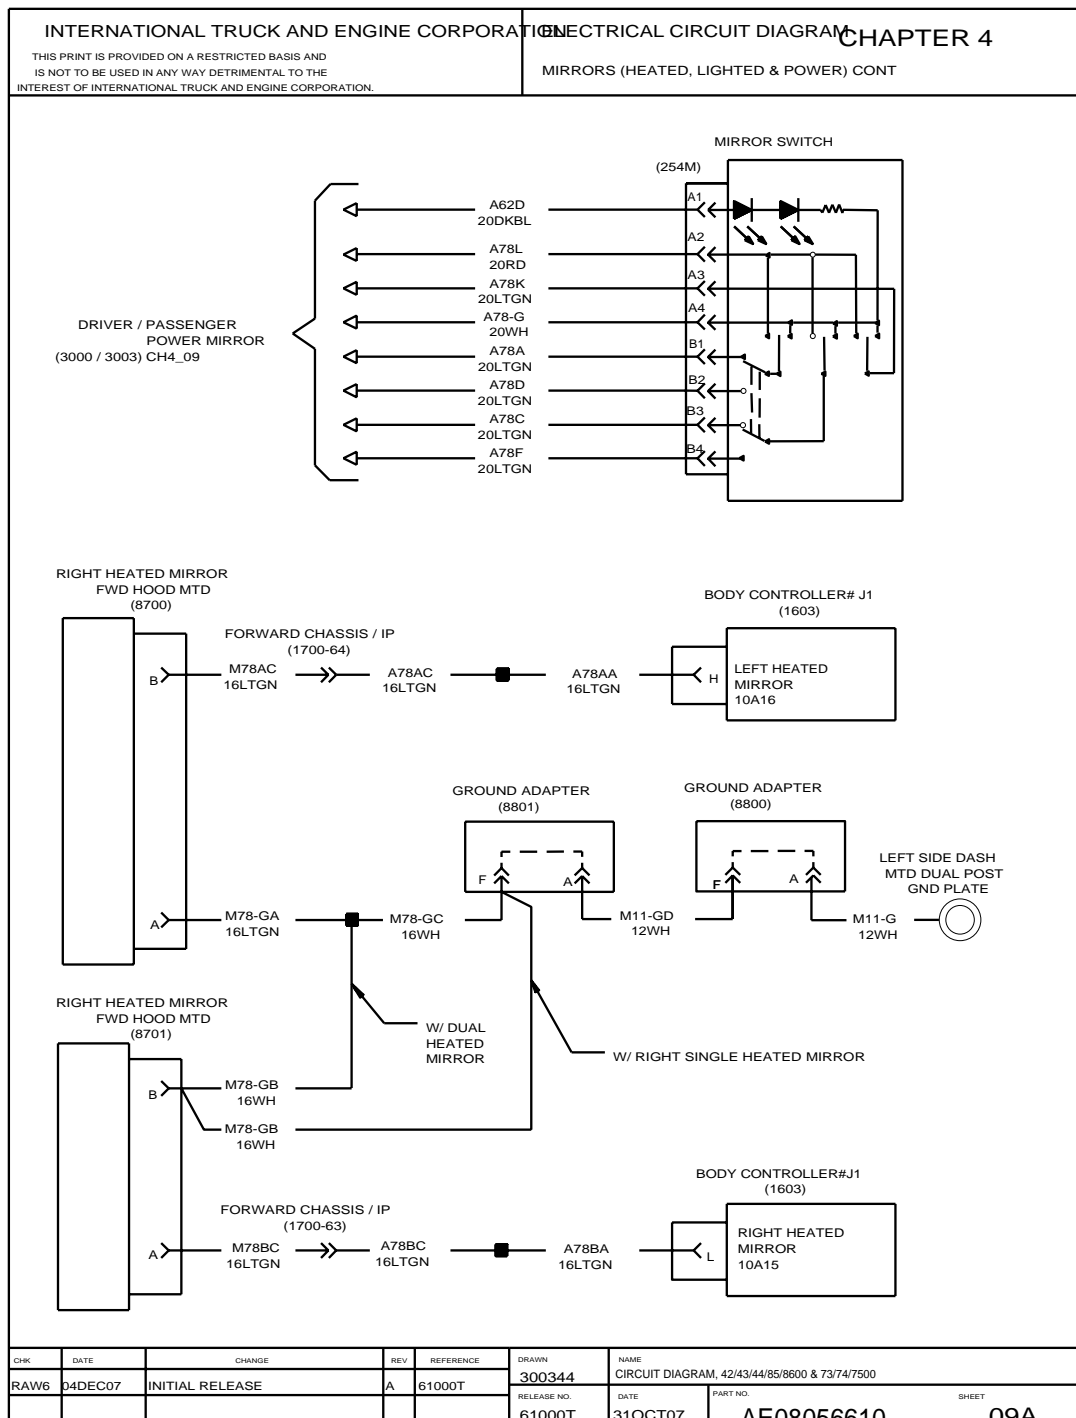 INTERNATIONAL TRUCK AND ENGINE CORPORATION
ELECTRICAL CIRCUIT DIAGRAM
CHAPTER 4
THIS PRINT IS PROVIDED ON A RESTRICTED BASIS AND
IS NOT TO BE USED IN ANY WAY DETRIMENTAL TO THE
INTEREST OF INTERNATIONAL TRUCK AND ENGINE CORPORATION.
MIRRORS (HEATED, LIGHTED & POWER) CONT
MIRROR SWITCH
(254M)
A62D
20DKBL
A1
A78L
20RD
A2
A78K
20LTGN
A3
A78-G
20WH
A4
A78A
20LTGN
B1
A78D
20LTGN
B2
A78C
20LTGN
B3
A78F
20LTGN
B4
DRIVER / PASSENGER
POWER MIRROR
(3000 / 3003) CH4_09
RIGHT HEATED MIRROR
FWD HOOD MTD
(8700)
FORWARD CHASSIS / IP
(1700-64)
BODY CONTROLLER# J1
(1603)
B
M78AC
16LTGN
A78AC
16LTGN
A78AA
16LTGN
H
LEFT HEATED
MIRROR
10A16
GROUND ADAPTER
(8801)
GROUND ADAPTER
(8800)
F
A
F
A
LEFT SIDE DASH
MTD DUAL POST
GND PLATE
A
M78-GA
16LTGN
M78-GC
16WH
M11-GD
12WH
M11-G
12WH
RIGHT HEATED MIRROR
FWD HOOD MTD
(8701)
W/ DUAL
HEATED
MIRROR
W/ RIGHT SINGLE HEATED MIRROR
B
M78-GB
16WH
M78-GB
16WH
BODY CONTROLLER#J1
(1603)
FORWARD CHASSIS / IP
(1700-63)
A
M78BC
16LTGN
A78BC
16LTGN
A78BA
16LTGN
L
RIGHT HEATED
MIRROR
10A15
CHK DATE CHANGE REV REFERENCE DRAWN NAME
RAW6 04DEC07 INITIAL RELEASE A 61000T 300344 CIRCUIT DIAGRAM, 42/43/44/85/8600 & 73/74/7500
RELEASE NO. DATE PART NO. SHEET
61000T 31OCT07 AE08056610 09A